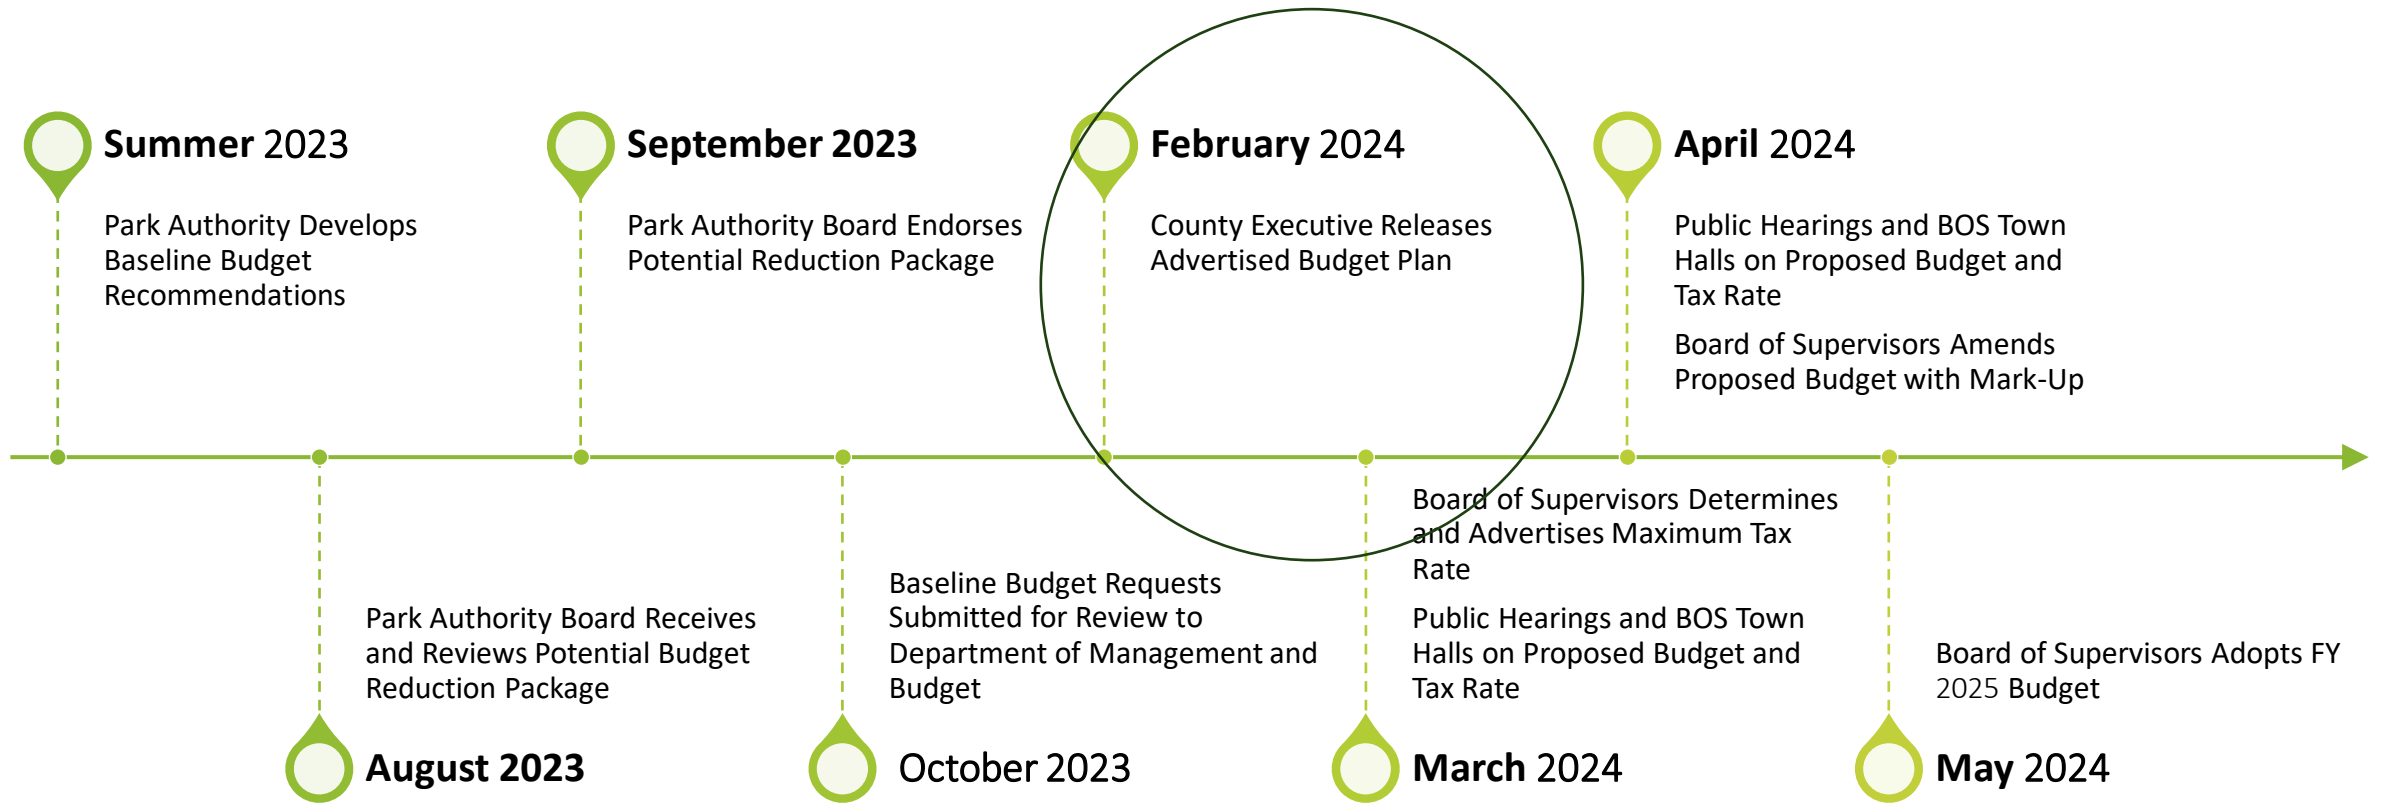 Summer 2023
Park Authority Develops
Baseline Budget
Recommendations
August 2023
Park Authority Board Receives
and Reviews Potential Budget
Reduction Package
September 2023
Park Authority Board Endorses
Potential Reduction Package
October 2023
Baseline Budget Requests
Submitted for Review to
Department of Management and
Budget
February 2024
County Executive Releases
Advertised Budget Plan
March 2024
Board of Supervisors Determines
and Advertises Maximum Tax
Rate
Public Hearings and BOS Town
Halls on Proposed Budget and
Tax Rate
April 2024
Public Hearings and BOS Town
Halls on Proposed Budget and
Tax Rate
Board of Supervisors Amends
Proposed Budget with Mark-Up
May 2024
Board of Supervisors Adopts FY
2025 Budget